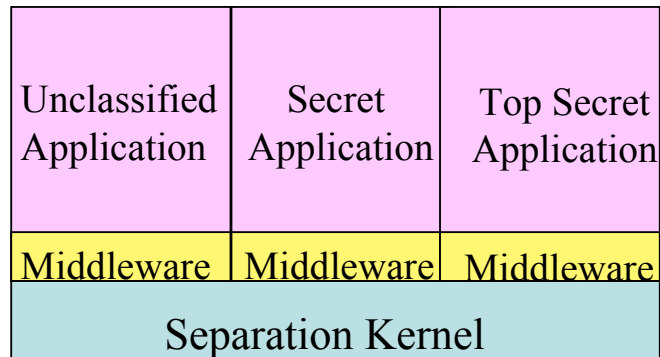 Unclassified
Application
Secret
Application
Top Secret
Application
Middleware
Middleware
Middleware
Separation Kernel